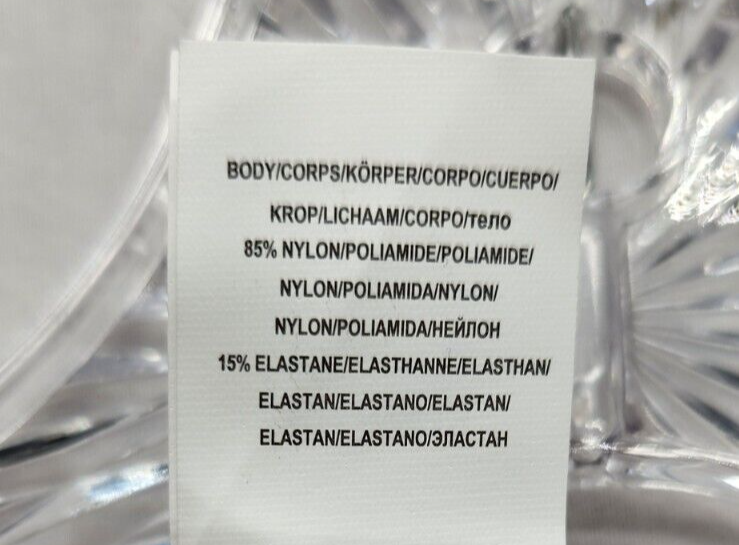 BODY/CORPS/KÖRPER/CORPO/CUERPO/
KROP/LICHAAM/CORPO/тело
85% NYLON/POLIAMIDE/POLIAMIDE/
NYLON/POLIAMIDA/NYLON/
NYLON/POLIAMIDA/НЕЙЛОН
15% ELASTANE/ELASTHANNE/ELASTHAN/
ELASTAN/ELASTANO/ELASTAN/
ELASTAN/ELASTANO/ЭЛАСТАН